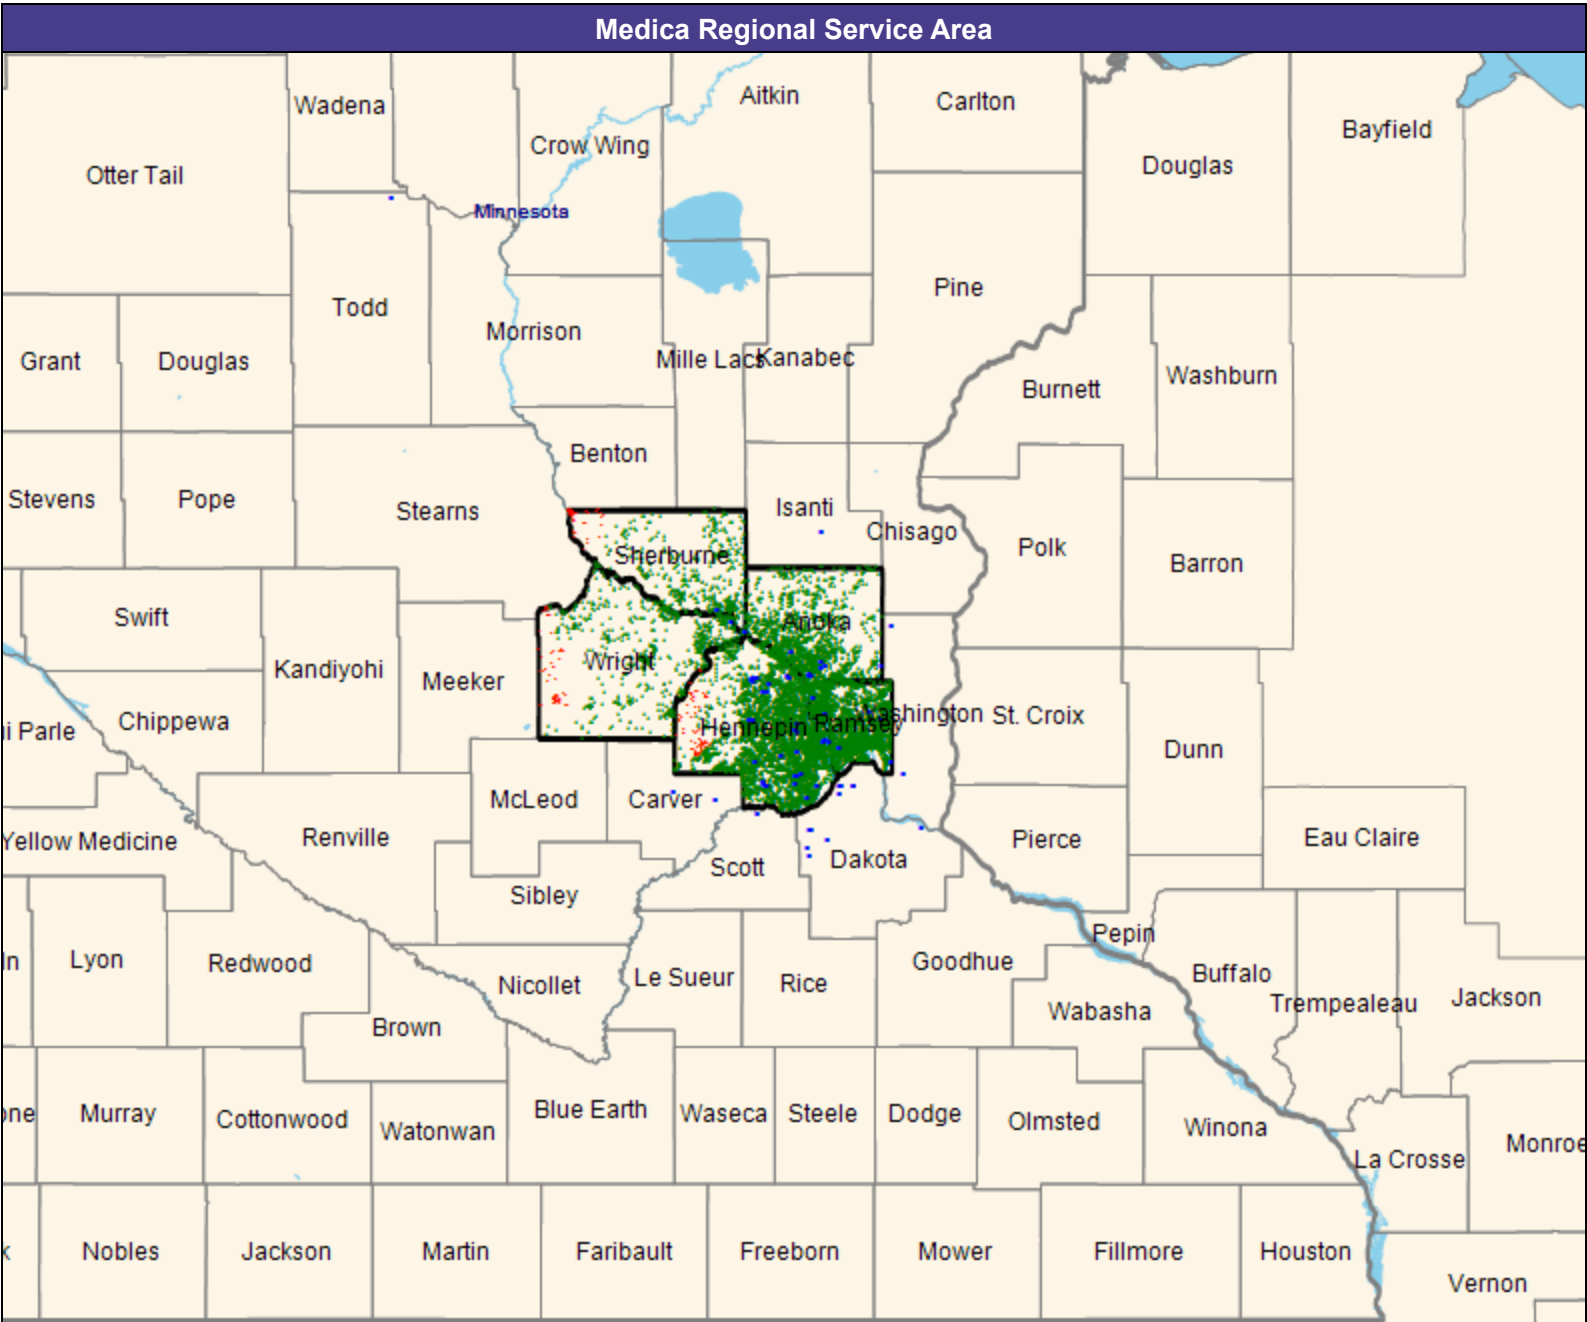 Medica Regional Service Area
Wadena
Aitkin
Carlton
Bayfield
Crow Wing
Otter Tail
Douglas
Minnesota
Pine
Todd
Morrison
Grant
Douglas
Mille Lacs
Kanabec
Washburn
Burnett
Benton
Stevens
Pope
Stearns
Isanti
Chisago
Sherburne
Polk
Barron
Swift
Anoka
Kandiyohi
Wright
Meeker
Chippewa
i Parle
Hennepin
Ramsey
Washington
St. Croix
Dunn
McLeod
Carver
Yellow Medicine
Renville
Pierce
Eau Claire
Scott
Dakota
Sibley
Pepin
ln
Lyon
Redwood
Goodhue
Nicollet
Le Sueur
Rice
Buffalo
Trempealeau
Jackson
Brown
Wabasha
one
Murray
Cottonwood
Watonwan
Blue Earth
Waseca
Steele
Dodge
Olmsted
Winona
La Crosse
Monroe
k
Nobles
Jackson
Martin
Faribault
Freeborn
Mower
Fillmore
Houston
Vernon